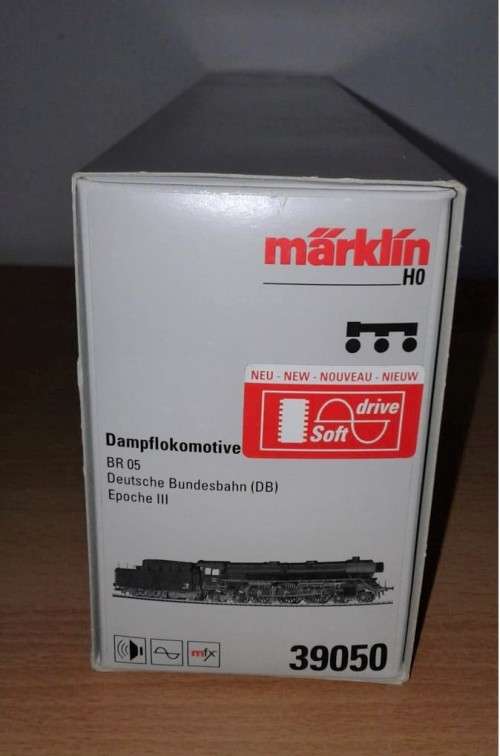 märklin
H0
NEU - NEW - NOUVEAU - NIEUW
Soft drive
Dampflokomotive
BR 05
Deutsche Bundesbahn (DB)
Epoche III
mfx
39050